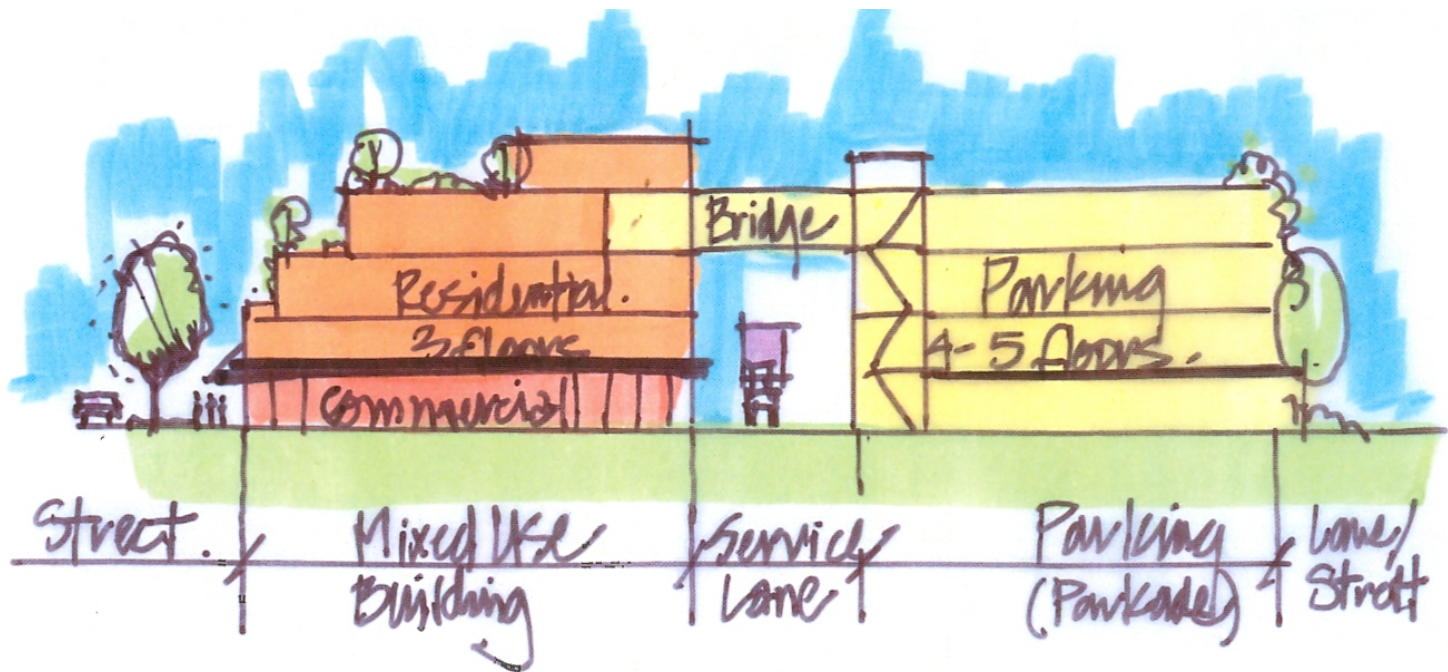 Bridge
Residential.
3 floors
Commercial
Parking
4-5 floors.
Street.
Mixed Use
Building
Service
Lane
Parking
(Parkade)
Lane/
Street